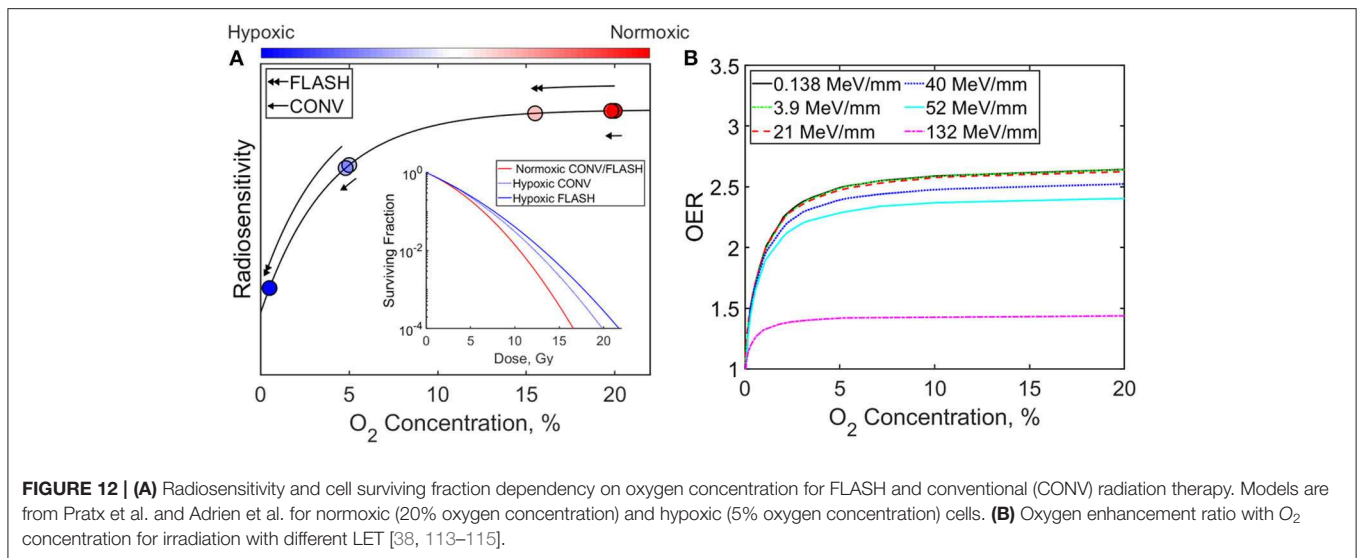 Hypoxic
Normoxic
A
FLASH
CONV
Radiosensitivity
Surviving Fraction
10⁰
10⁻²
10⁻⁴
Normoxic CONV/FLASH
Hypoxic CONV
Hypoxic FLASH
0 5 10 15 20
Dose, Gy
0 5 10 15 20
O₂ Concentration, %
B
0.138 MeV/mm
3.9 MeV/mm
21 MeV/mm
40 MeV/mm
52 MeV/mm
132 MeV/mm
OER
3.5
3
2.5
2
1.5
1
0 5 10 15 20
O₂ Concentration, %
FIGURE 12 | (A) Radiosensitivity and cell surviving fraction dependency on oxygen concentration for FLASH and conventional (CONV) radiation therapy. Models are
from Pratx et al. and Adrien et al. for normoxic (20% oxygen concentration) and hypoxic (5% oxygen concentration) cells. (B) Oxygen enhancement ratio with O₂
concentration for irradiation with different LET [38, 113–115].